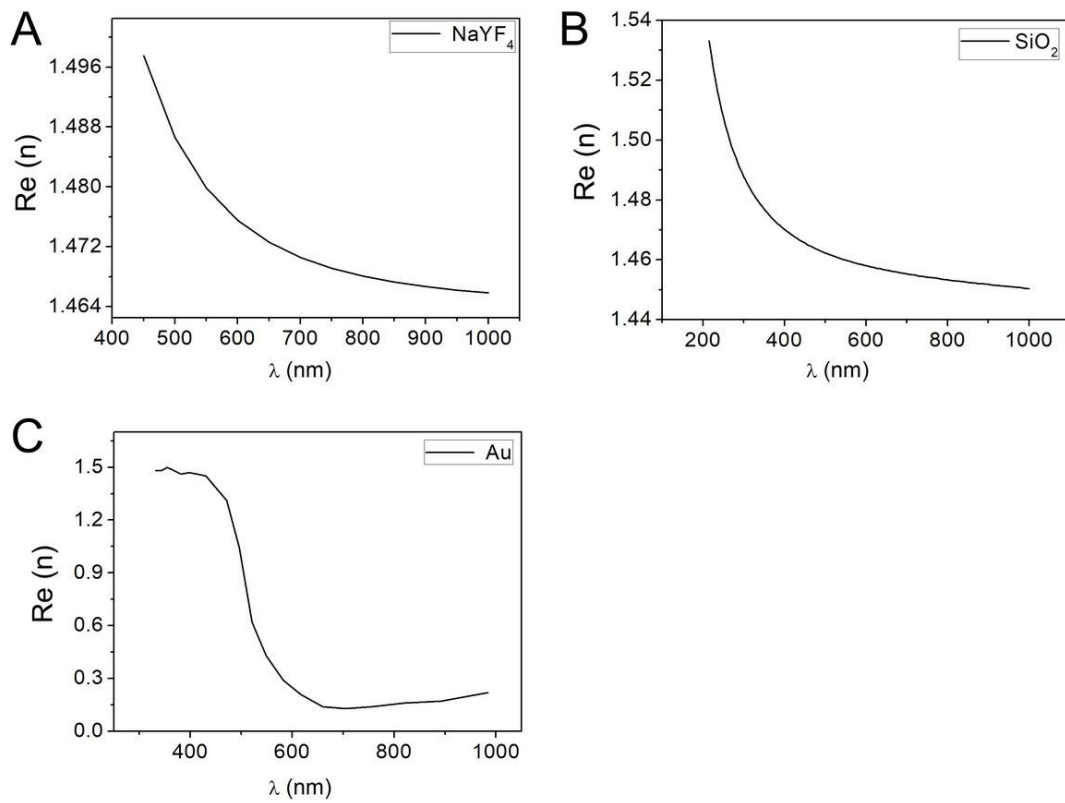 A
NaYF4
1.496
1.488
1.480
1.472
1.464
Re (n)
400 500 600 700 800 900 1000
λ (nm)
B
SiO2
1.54
1.52
1.50
1.48
1.46
1.44
Re (n)
200 400 600 800 1000
λ (nm)
C
Au
1.5
1.2
0.9
0.6
0.3
0.0
Re (n)
400 600 800 1000
λ (nm)